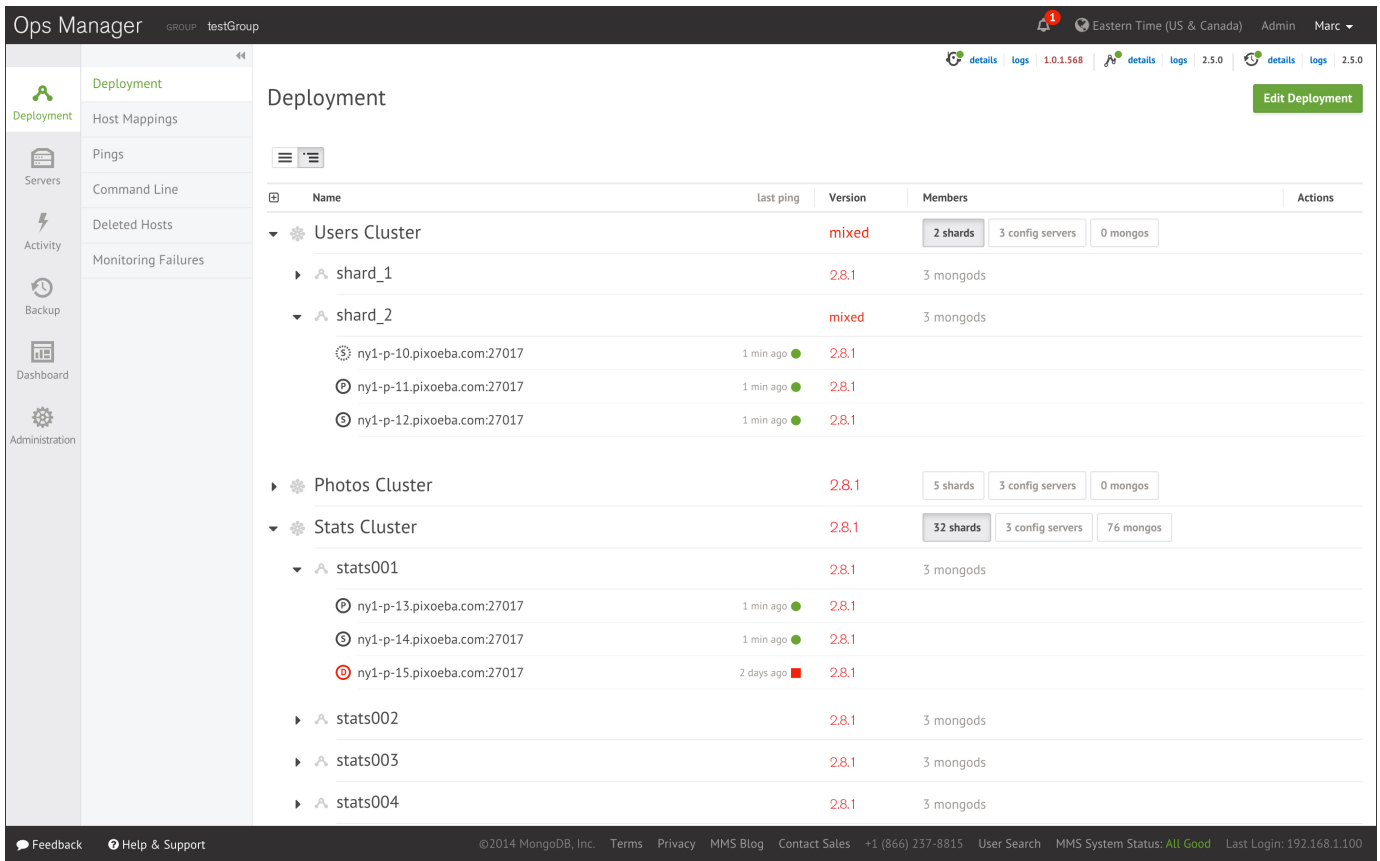 Ops Manager GROUP testGroup 1 Eastern Time (US & Canada) Admin Marc
details logs 1.0.1.568 details logs 2.5.0 details logs 2.5.0
Deployment
Servers
Activity
Backup
Dashboard
Administration
Deployment
Host Mappings
Pings
Command Line
Deleted Hosts
Monitoring Failures
Deployment Edit Deployment
Name last ping Version Members Actions
Users Cluster mixed 2 shards 3 config servers 0 mongos
shard_1 2.8.1 3 mongods
shard_2 mixed 3 mongods
S ny1-p-10.pixoeba.com:27017 1 min ago 2.8.1
P ny1-p-11.pixoeba.com:27017 1 min ago 2.8.1
S ny1-p-12.pixoeba.com:27017 1 min ago 2.8.1
Photos Cluster 2.8.1 5 shards 3 config servers 0 mongos
Stats Cluster 2.8.1 32 shards 3 config servers 76 mongos
stats001 2.8.1 3 mongods
P ny1-p-13.pixoeba.com:27017 1 min ago 2.8.1
S ny1-p-14.pixoeba.com:27017 1 min ago 2.8.1
D ny1-p-15.pixoeba.com:27017 2 days ago 2.8.1
stats002 2.8.1 3 mongods
stats003 2.8.1 3 mongods
stats004 2.8.1 3 mongods
Feedback Help & Support ©2014 MongoDB, Inc. Terms Privacy MMS Blog Contact Sales +1 (866) 237-8815 User Search MMS System Status: All Good Last Login: 192.168.1.100